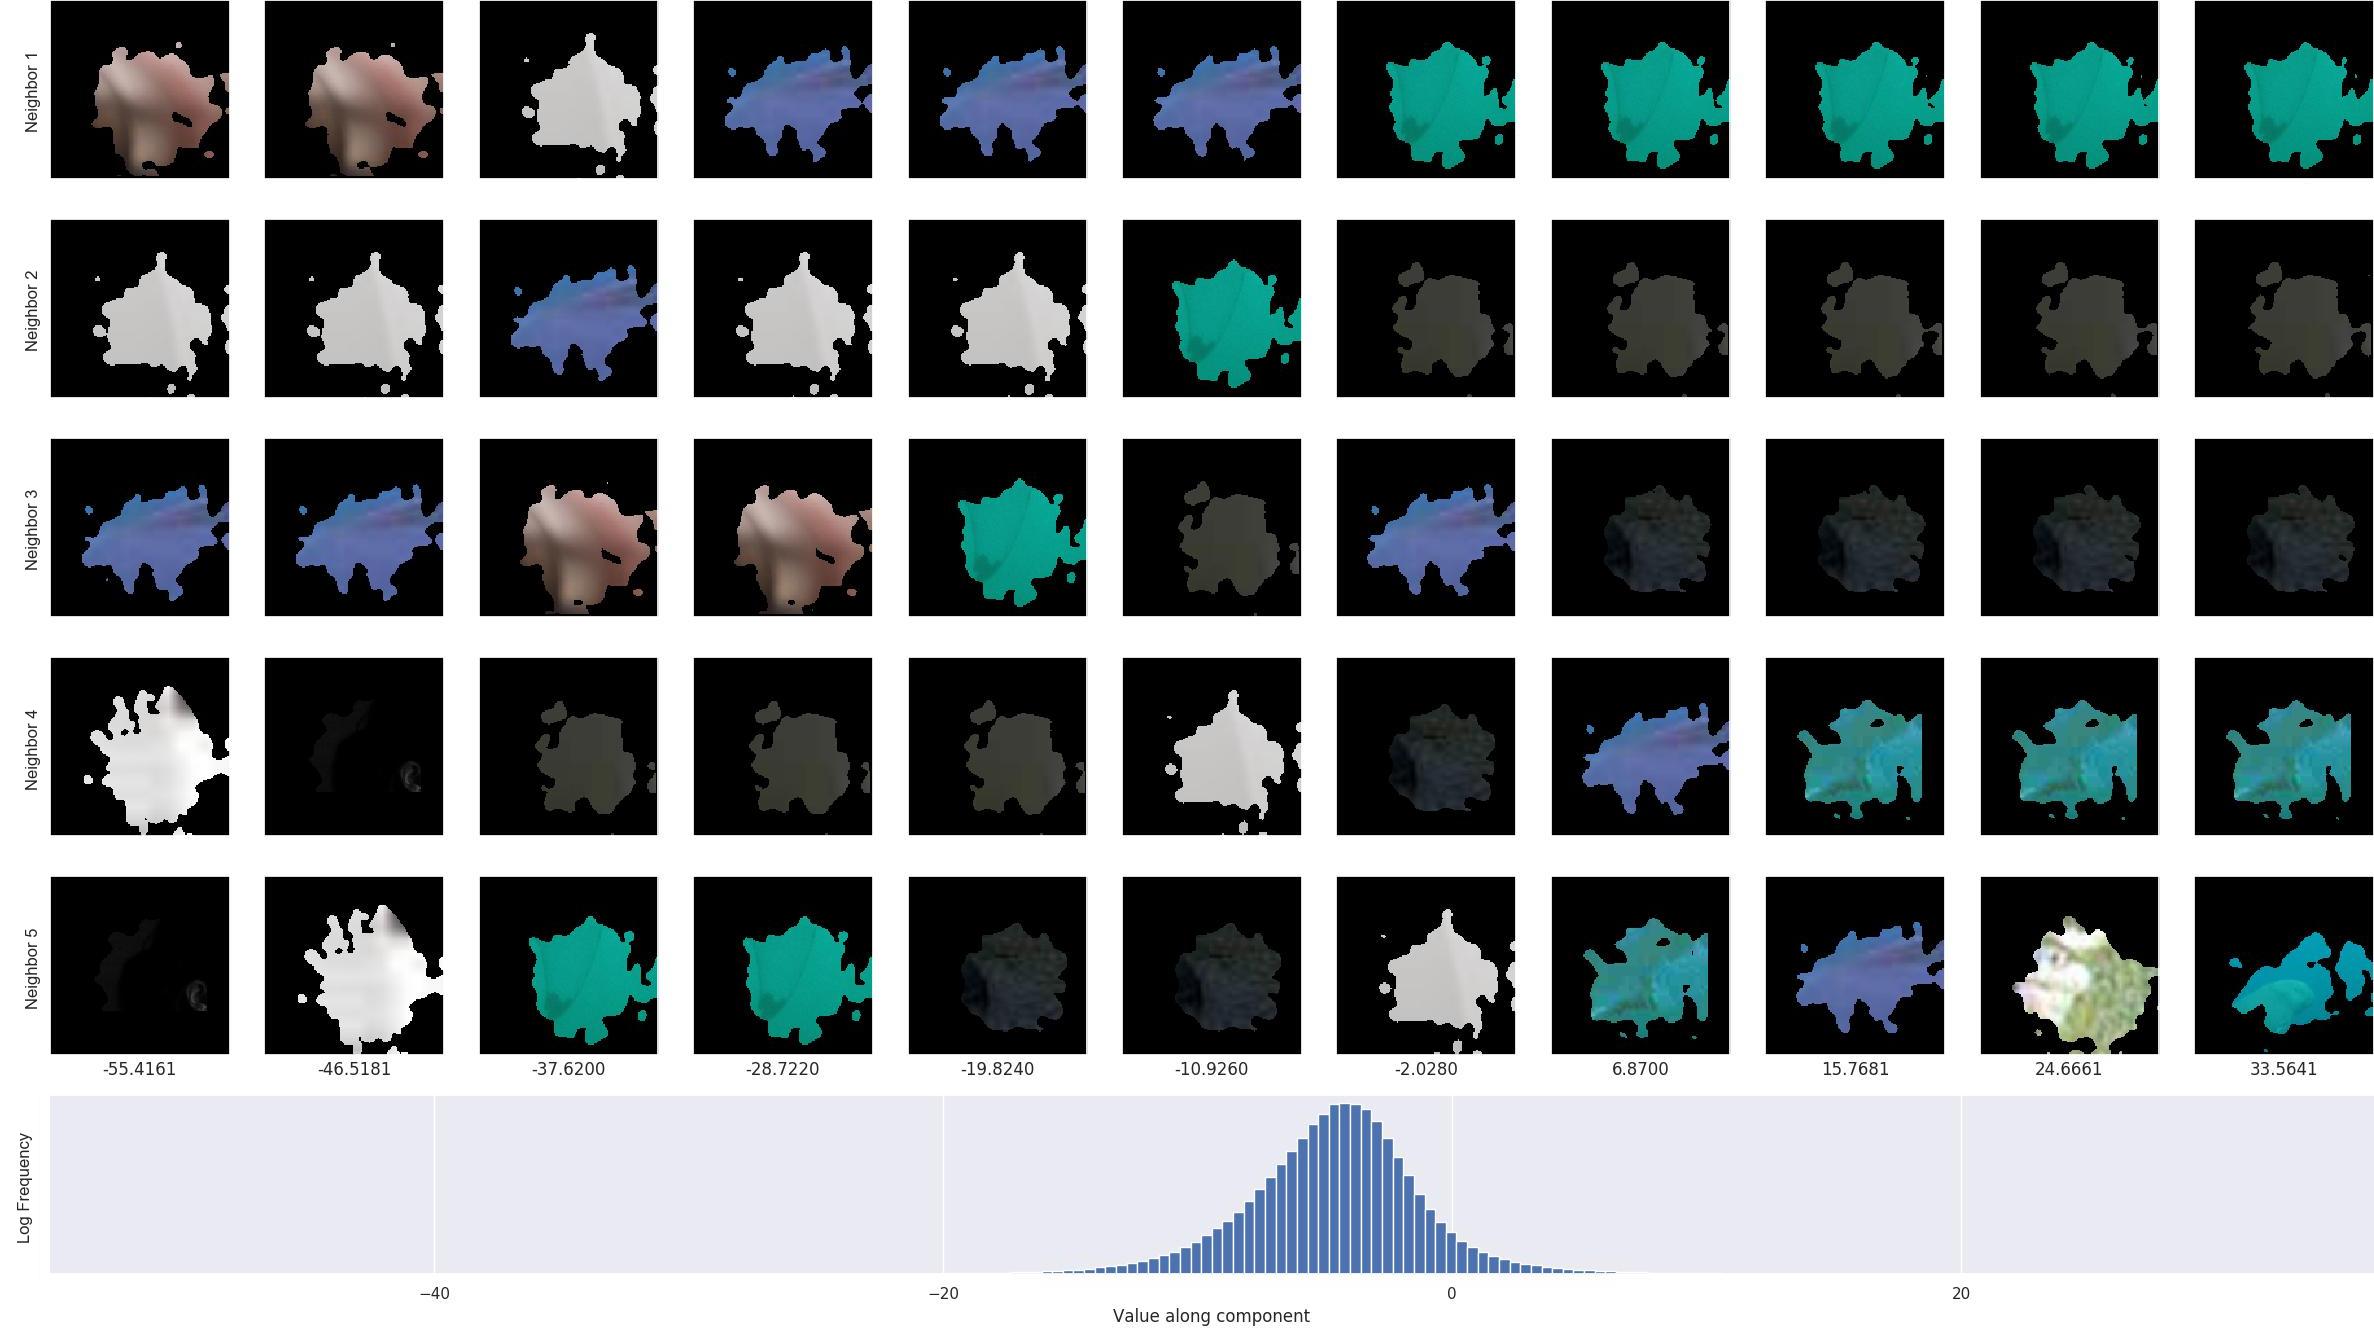 Neighbor 1
Neighbor 2
Neighbor 3
Neighbor 4
Neighbor 5
-55.4161 -46.5181 -37.6200 -28.7220 -19.8240 -10.9260 -2.0280 6.8700 15.7681 24.6661 33.5641
Log Frequency
−40 −20 0 20
Value along component